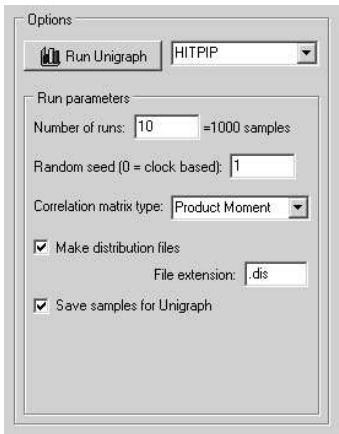 Options
Run Unigraph HITPIP
Run parameters
Number of runs: 10 =1000 samples
Random seed (0 = clock based): 1
Correlation matrix type: Product Moment
Make distribution files
File extension: .dis
Save samples for Unigraph